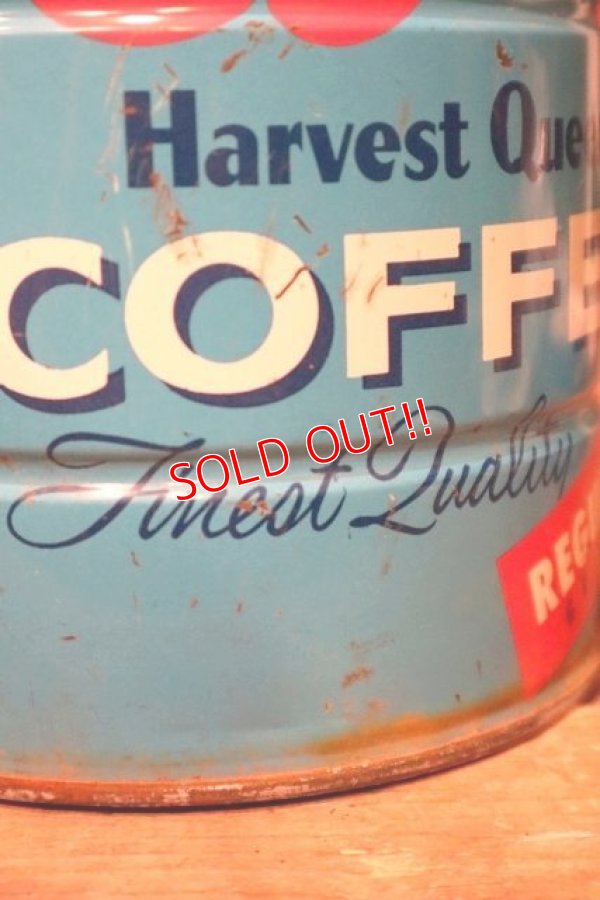 Harvest Que
COFFE
Finest Quality
SOLD OUT!!
REG